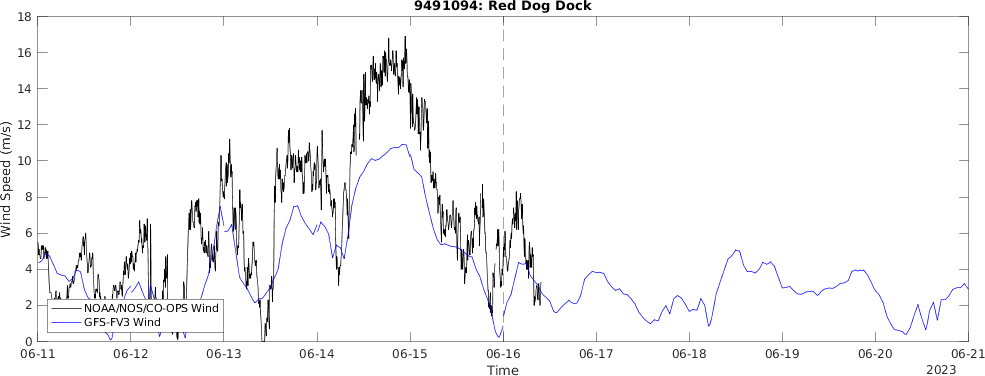 9491094: Red Dog Dock
Wind Speed (m/s)
18
16
14
12
10
8
6
4
2
0
NOAA/NOS/CO-OPS Wind
GFS-FV3 Wind
06-11 06-12 06-13 06-14 06-15 06-16 06-17 06-18 06-19 06-20 06-21
Time
2023